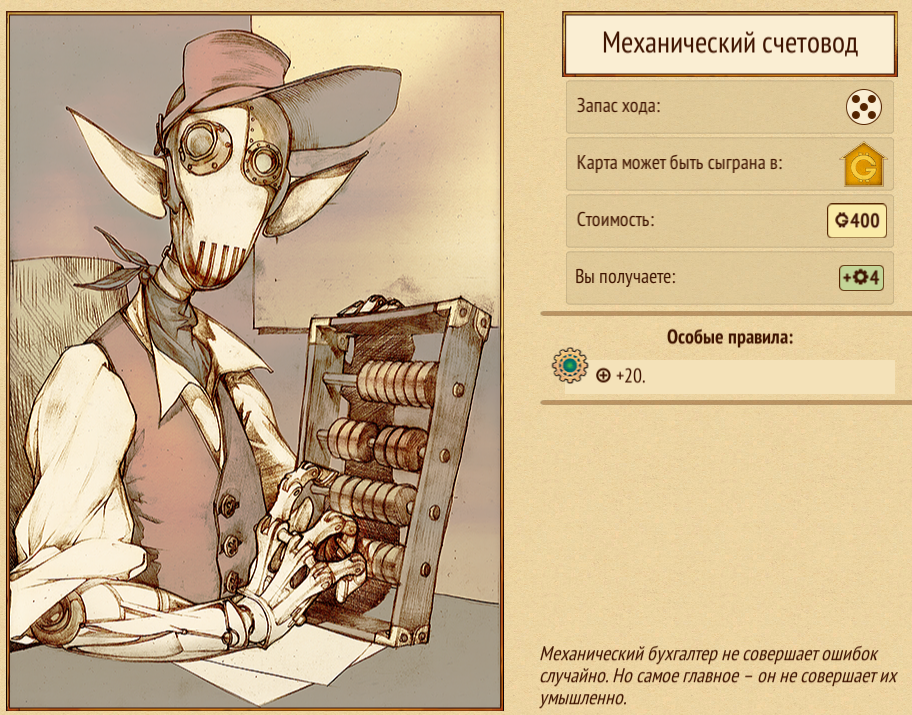 Механический счетовод
Запас хода:
Карта может быть сыграна в:
G
Стоимость:
G400
Вы получаете:
+4
Особые правила:
+20.
Механический бухгалтер не совершает ошибок
случайно. Но самое главное – он не совершает их
умышленно.